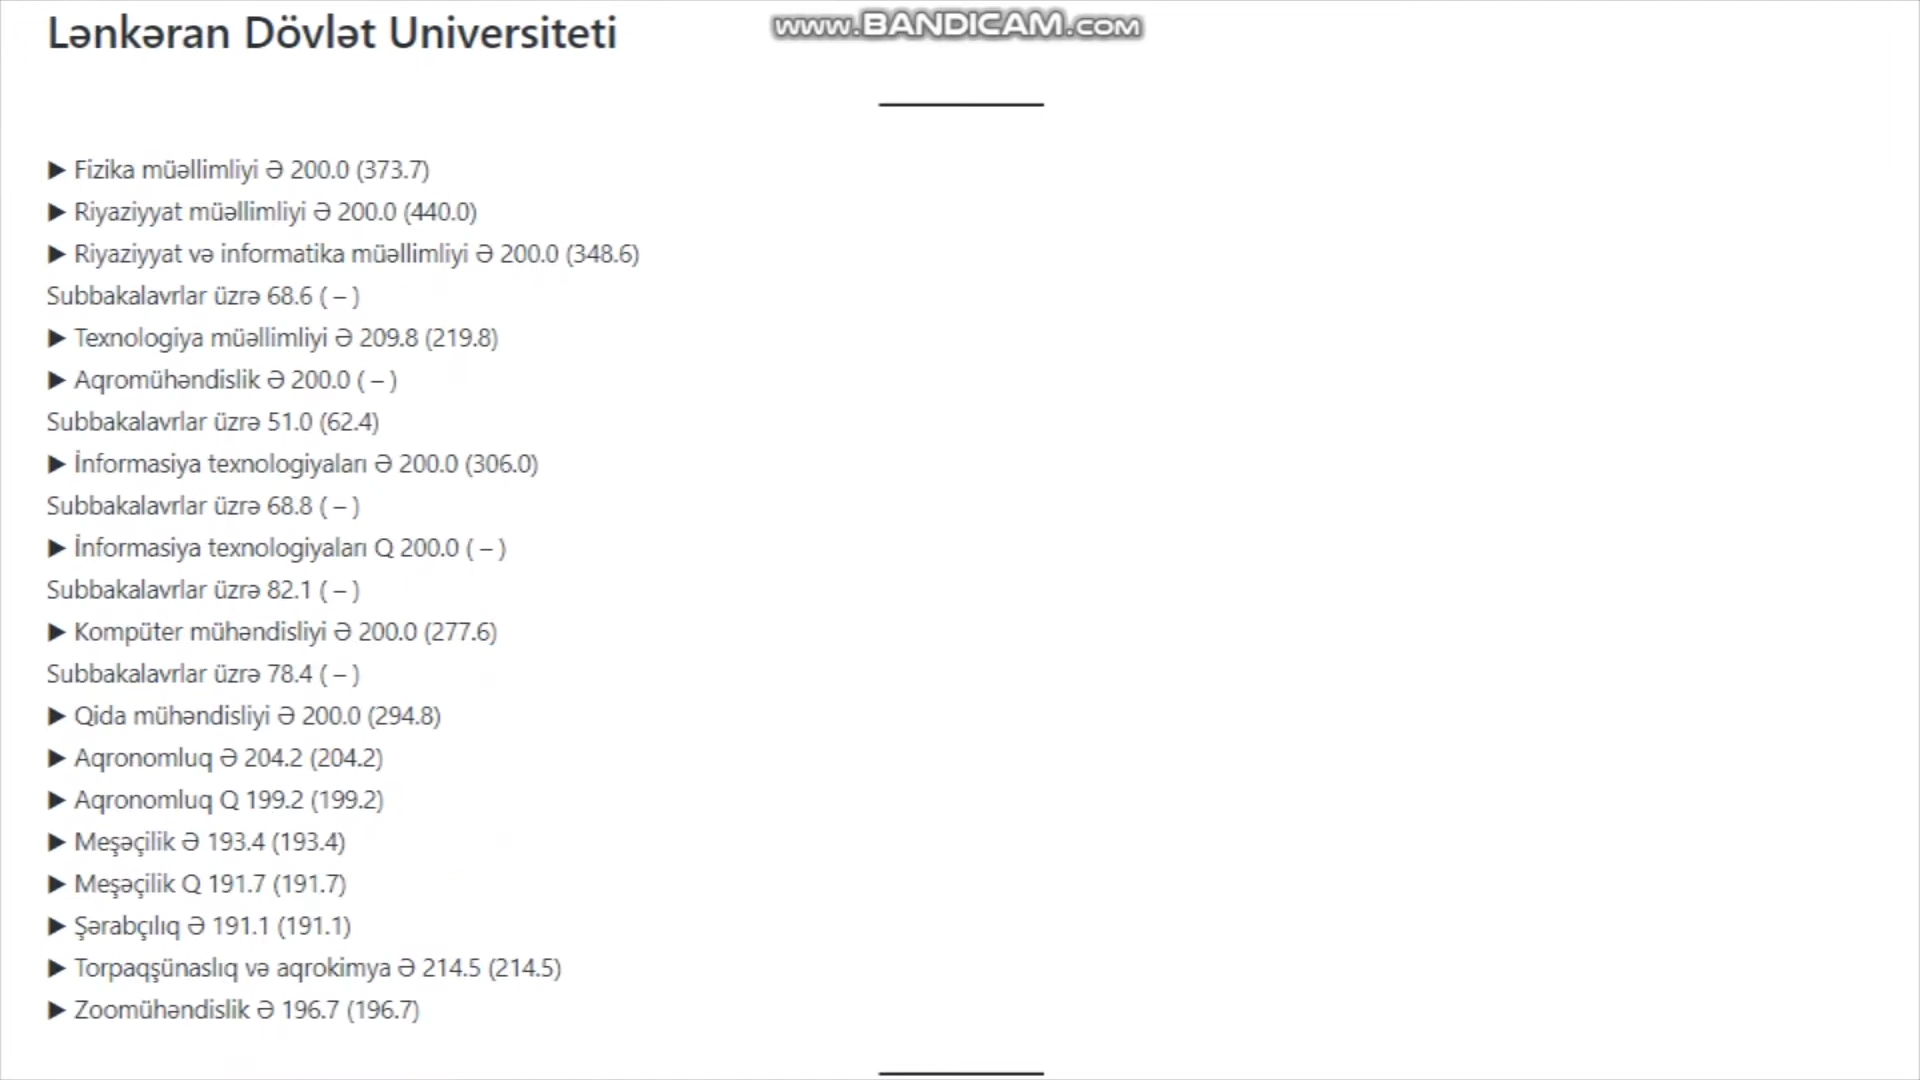 Lənkəran Dövlət Universiteti
www.BANDICAM.com
► Fizika müəllimliyi Ə 200.0 (373.7)
► Riyaziyyat müəllimliyi Ə 200.0 (440.0)
► Riyaziyyat və informatika müəllimliyi Ə 200.0 (348.6)
Subbakalavrlar üzrə 68.6 ( – )
► Texnologiya müəllimliyi Ə 209.8 (219.8)
► Aqromühəndislik Ə 200.0 ( – )
Subbakalavrlar üzrə 51.0 (62.4)
► İnformasiya texnologiyaları Ə 200.0 (306.0)
Subbakalavrlar üzrə 68.8 ( – )
► İnformasiya texnologiyaları Q 200.0 ( – )
Subbakalavrlar üzrə 82.1 ( – )
► Kompüter mühəndisliyi Ə 200.0 (277.6)
Subbakalavrlar üzrə 78.4 ( – )
► Qida mühəndisliyi Ə 200.0 (294.8)
► Aqronomluq Ə 204.2 (204.2)
► Aqronomluq Q 199.2 (199.2)
► Meşəçilik Ə 193.4 (193.4)
► Meşəçilik Q 191.7 (191.7)
► Şərabçılıq Ə 191.1 (191.1)
► Torpaqşünaslıq və aqrokimya Ə 214.5 (214.5)
► Zoomühəndislik Ə 196.7 (196.7)